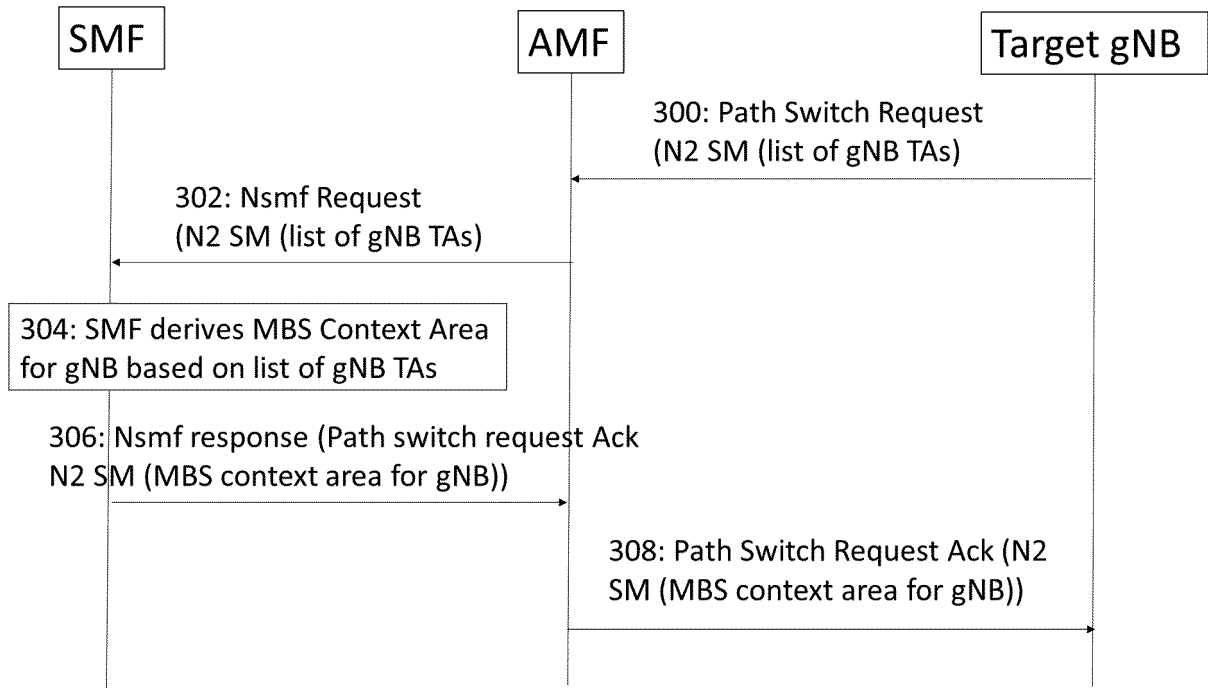 SMF
AMF
Target gNB
300: Path Switch Request
(N2 SM (list of gNB TAs)
302: Nsmf Request
(N2 SM (list of gNB TAs)
304: SMF derives MBS Context Area
for gNB based on list of gNB TAs
306: Nsmf response (Path switch request Ack
N2 SM (MBS context area for gNB))
308: Path Switch Request Ack (N2
SM (MBS context area for gNB))